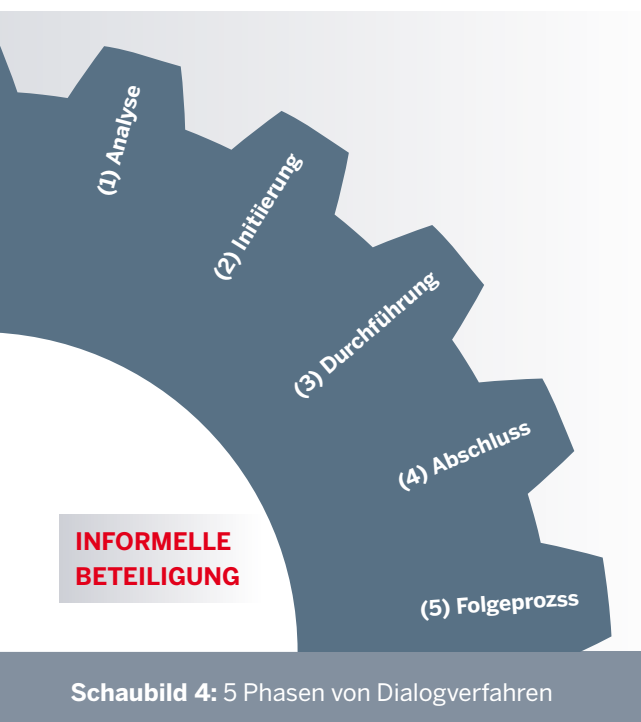 (1) Analyse
(2) Initiierung
(3) Durchführung
(4) Abschluss
(5) Folgeprozss
INFORMELLE
BETEILIGUNG
Schaubild 4: 5 Phasen von Dialogverfahren